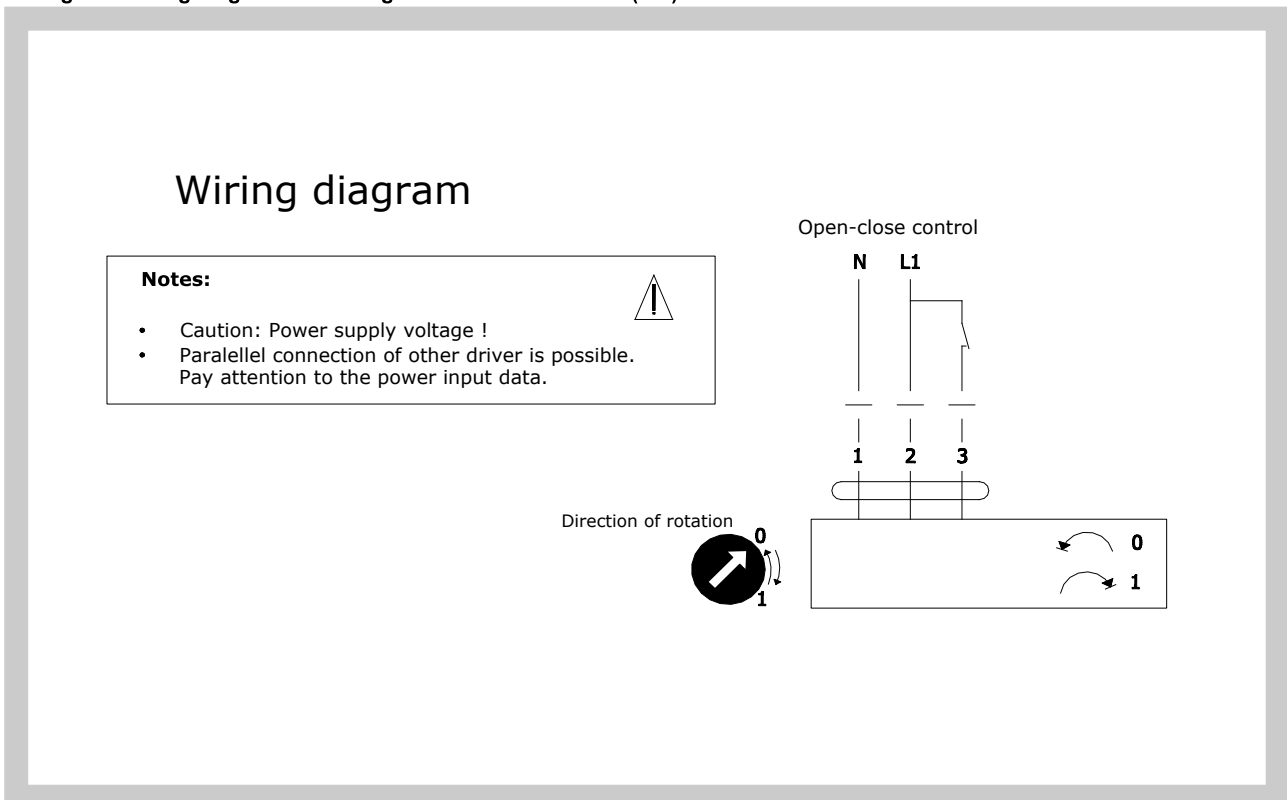 Wiring diagram
Notes:
• Caution: Power supply voltage !
• Paralellel connection of other driver is possible.
Pay attention to the power input data.
Open-close control
N L1
1 2 3
Direction of rotation
0
1
0
1